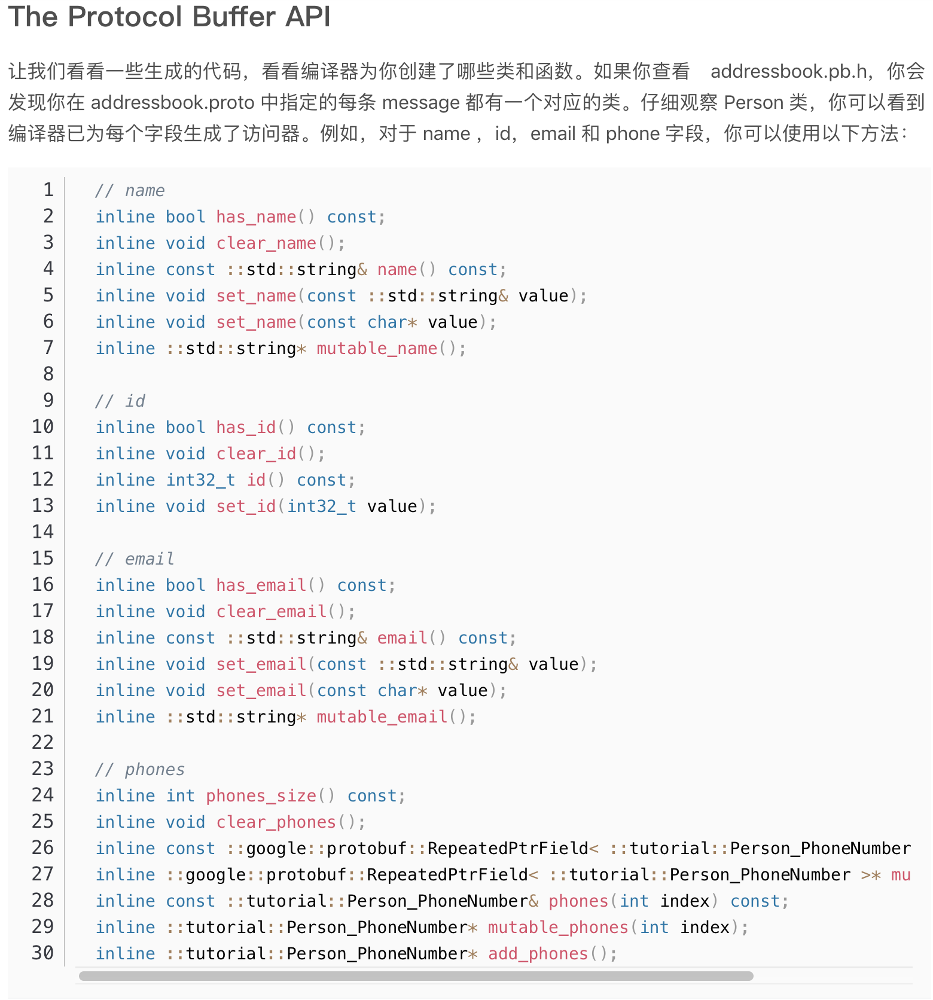 The Protocol Buffer API
让我们看看一些生成的代码，看看编译器为你创建了哪些类和函数。如果你查看 addressbook.pb.h，你会
发现你在 addressbook.proto 中指定的每条 message 都有一个对应的类。仔细观察 Person 类，你可以看到
编译器已为每个字段生成了访问器。例如，对于 name ，id，email 和 phone 字段，你可以使用以下方法：
1 // name
2 inline bool has_name() const;
3 inline void clear_name();
4 inline const ::std::string& name() const;
5 inline void set_name(const ::std::string& value);
6 inline void set_name(const char* value);
7 inline ::std::string* mutable_name();
8
9 // id
10 inline bool has_id() const;
11 inline void clear_id();
12 inline int32_t id() const;
13 inline void set_id(int32_t value);
14
15 // email
16 inline bool has_email() const;
17 inline void clear_email();
18 inline const ::std::string& email() const;
19 inline void set_email(const ::std::string& value);
20 inline void set_email(const char* value);
21 inline ::std::string* mutable_email();
22
23 // phones
24 inline int phones_size() const;
25 inline void clear_phones();
26 inline const ::google::protobuf::RepeatedPtrField< ::tutorial::Person_PhoneNumber
27 inline ::google::protobuf::RepeatedPtrField< ::tutorial::Person_PhoneNumber >* mu
28 inline const ::tutorial::Person_PhoneNumber& phones(int index) const;
29 inline ::tutorial::Person_PhoneNumber* mutable_phones(int index);
30 inline ::tutorial::Person_PhoneNumber* add_phones();